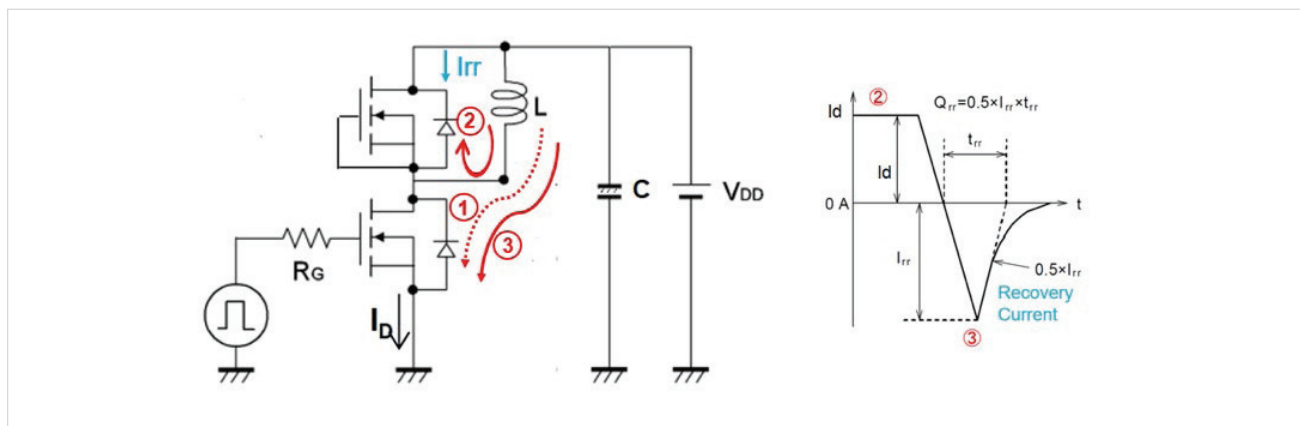 Irr
②
L
①
③
RG
ID
C
VDD
Id
②
Qrr=0.5×Irr×trr
trr
Id
0 A
t
Irr
0.5×Irr
Recovery
Current
③